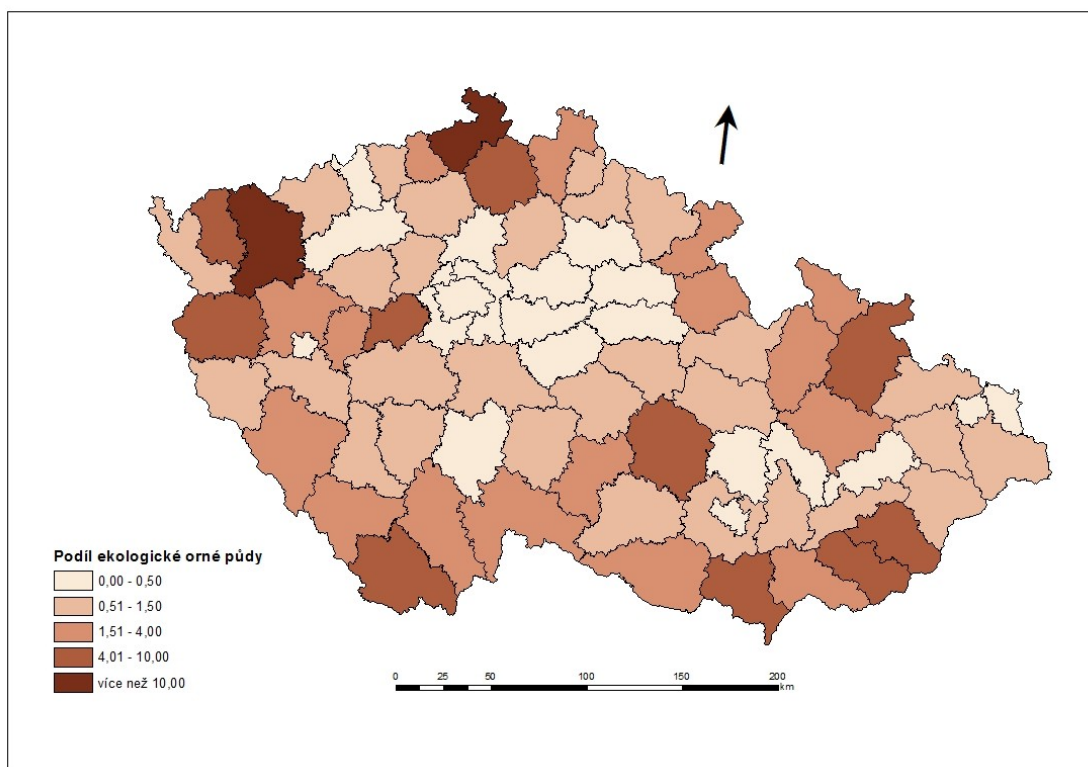 Podíl ekologické orné půdy
0,00 - 0,50
0,51 - 1,50
1,51 - 4,00
4,01 - 10,00
více než 10,00
0 25 50 100 150 200
km